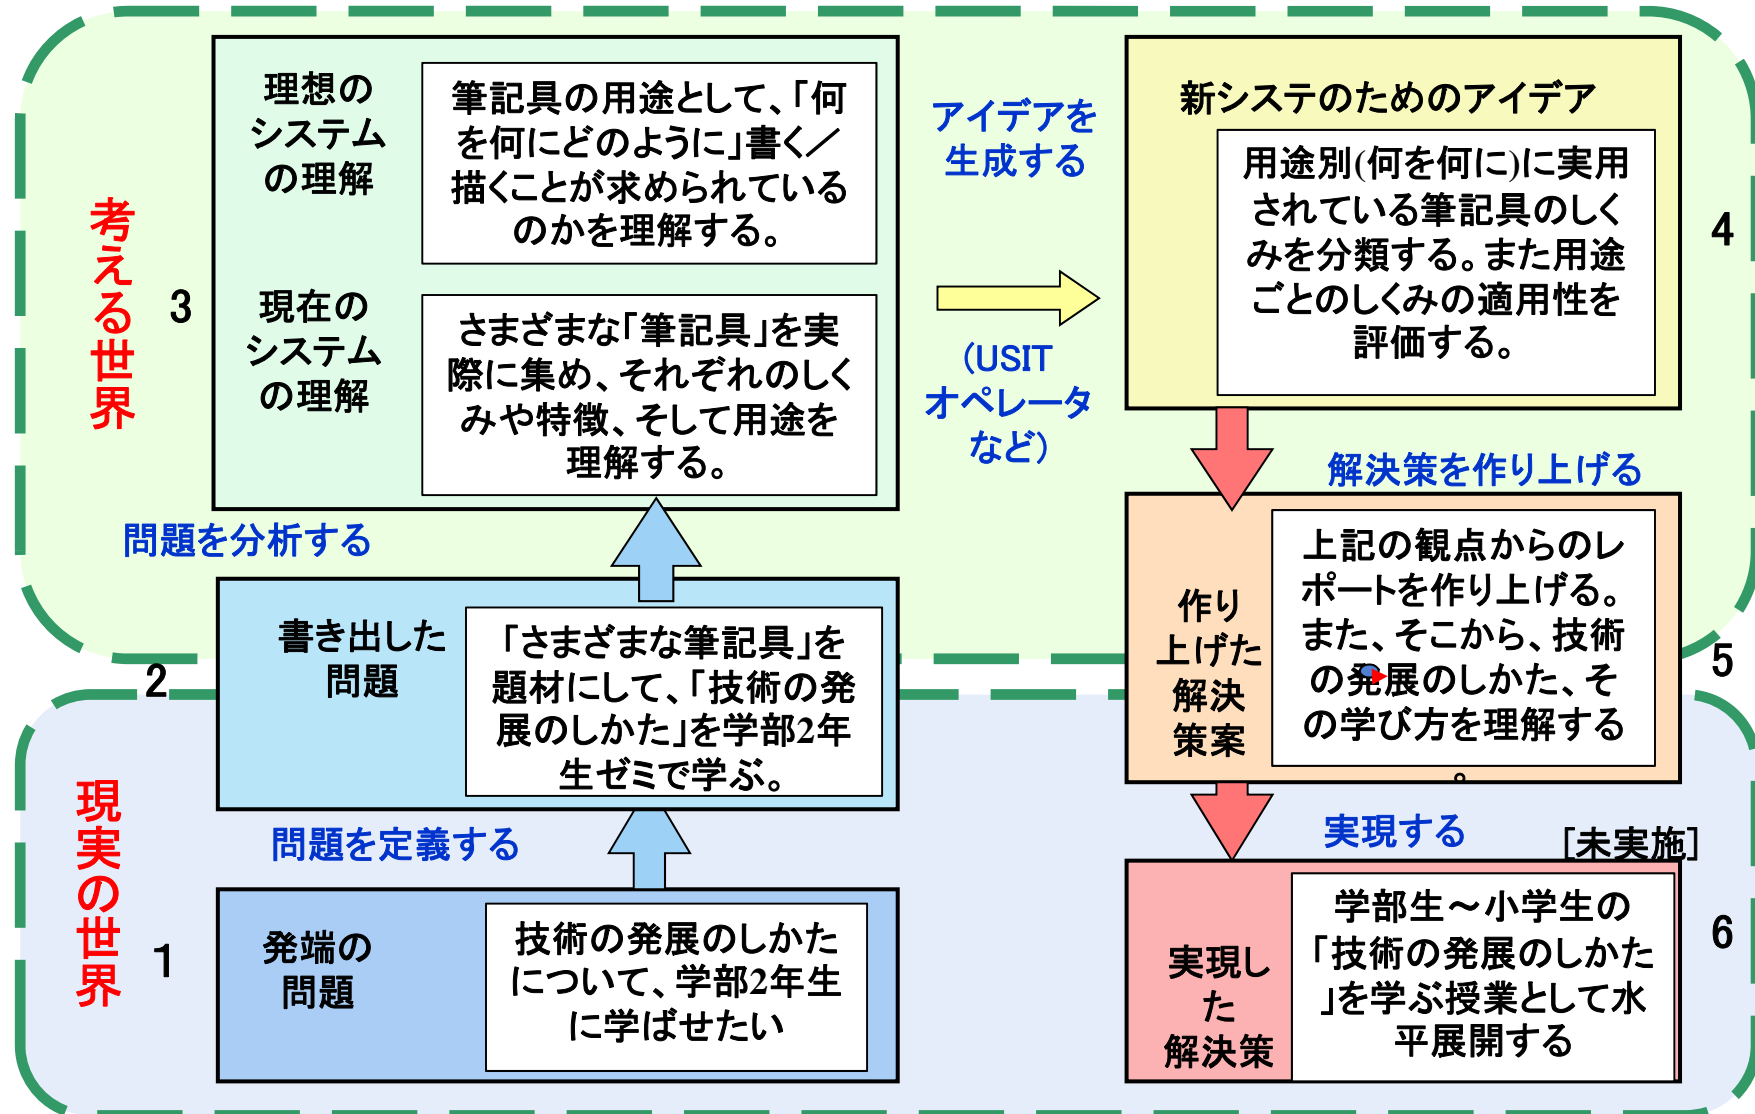 考える世界
3
理想の
システム
の理解
筆記具の用途として、「何
を何にどのように」書く／
描くことが求められている
のかを理解する。
現在の
システム
の理解
さまざまな「筆記具」を実
際に集め、それぞれのしく
みや特徴、そして用途を
理解する。
アイデアを
生成する
(USIT
オペレータ
など)
新システのためのアイデア
用途別(何を何に)に実用
されている筆記具のしく
みを分類する。また用途
ごとのしくみの適用性を
評価する。
4
問題を分析する
解決策を作り上げる
2
書き出した
問題
「さまざまな筆記具」を
題材にして、「技術の発
展のしかた」を学部2年
生ゼミで学ぶ。
作り
上げた
解決
策案
上記の観点からのレ
ポートを作り上げる。
また、そこから、技術
の発展のしかた、そ
の学び方を理解する
。
5
現実の世界
問題を定義する
実現する
[未実施]
1
発端の
問題
技術の発展のしかた
について、学部2年生
に学ばせたい
実現し
た
解決策
学部生～小学生の
「技術の発展のしかた
」を学ぶ授業として水
平展開する
6